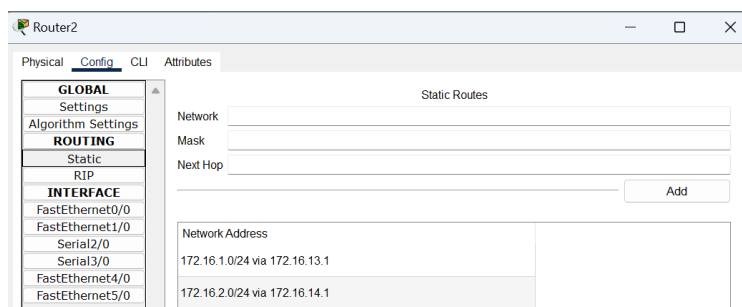 Router2
Physical Config CLI Attributes
GLOBAL
Settings
Algorithm Settings
ROUTING
Static
RIP
INTERFACE
FastEthernet0/0
FastEthernet1/0
Serial2/0
Serial3/0
FastEthernet4/0
FastEthernet5/0
Static Routes
Network
Mask
Next Hop
Add
Network Address
172.16.1.0/24 via 172.16.13.1
172.16.2.0/24 via 172.16.14.1